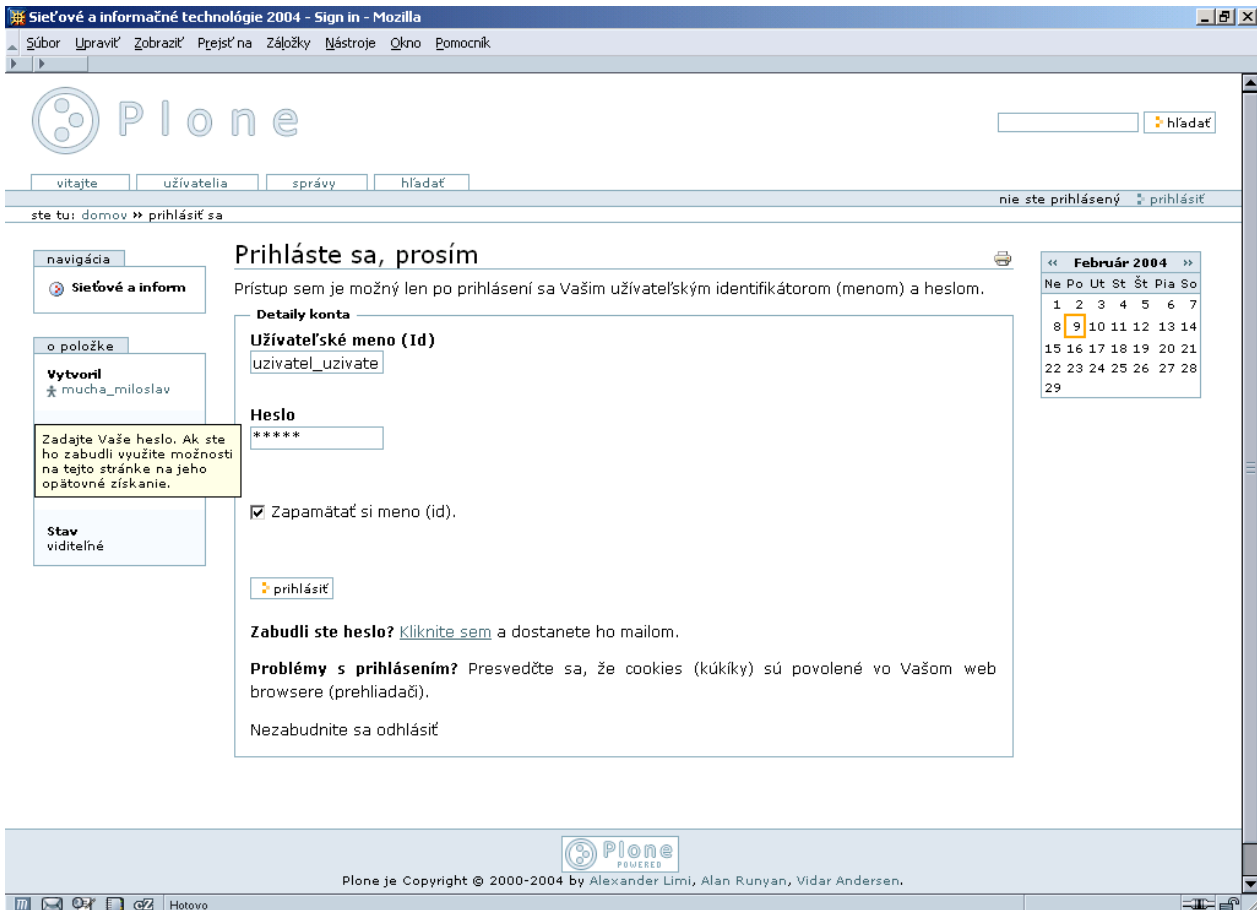 Sieťové a informačné technológie 2004 - Sign in - Mozilla
Súbor Upraviť Zobraziť Prejsť na Záložky Nástroje Okno Pomocník
Plone
hľadať
vitajte užívatelia správy hľadať
nie ste prihlásený prihlásiť
ste tu: domov » prihlásiť sa
navigácia
Sieťové a inform
o položke
Vytvoril
mucha_miloslav
Zadajte Vaše heslo. Ak ste
ho zabudli využite možnosti
na tejto stránke na jeho
opätovné získanie.
Stav
viditeľné
Prihláste sa, prosím
Prístup sem je možný len po prihlásení sa Vašim užívateľským identifikátorom (menom) a heslom.
Detaily konta
Užívateľské meno (Id)
uzivatel_uzivate
Heslo
*****
Zapamätať si meno (id).
prihlásiť
Zabudli ste heslo? Kliknite sem a dostanete ho mailom.
Problémy s prihlásením? Presvedčte sa, že cookies (kúkíky) sú povolené vo Vašom web
browsere (prehliadači).
Nezabudnite sa odhlásiť
« Február 2004 »
Ne Po Ut St Št Pia So
1 2 3 4 5 6 7
8 9 10 11 12 13 14
15 16 17 18 19 20 21
22 23 24 25 26 27 28
29
Plone
POWERED
Plone je Copyright © 2000-2004 by Alexander Limi, Alan Runyan, Vidar Andersen.
Hotovo